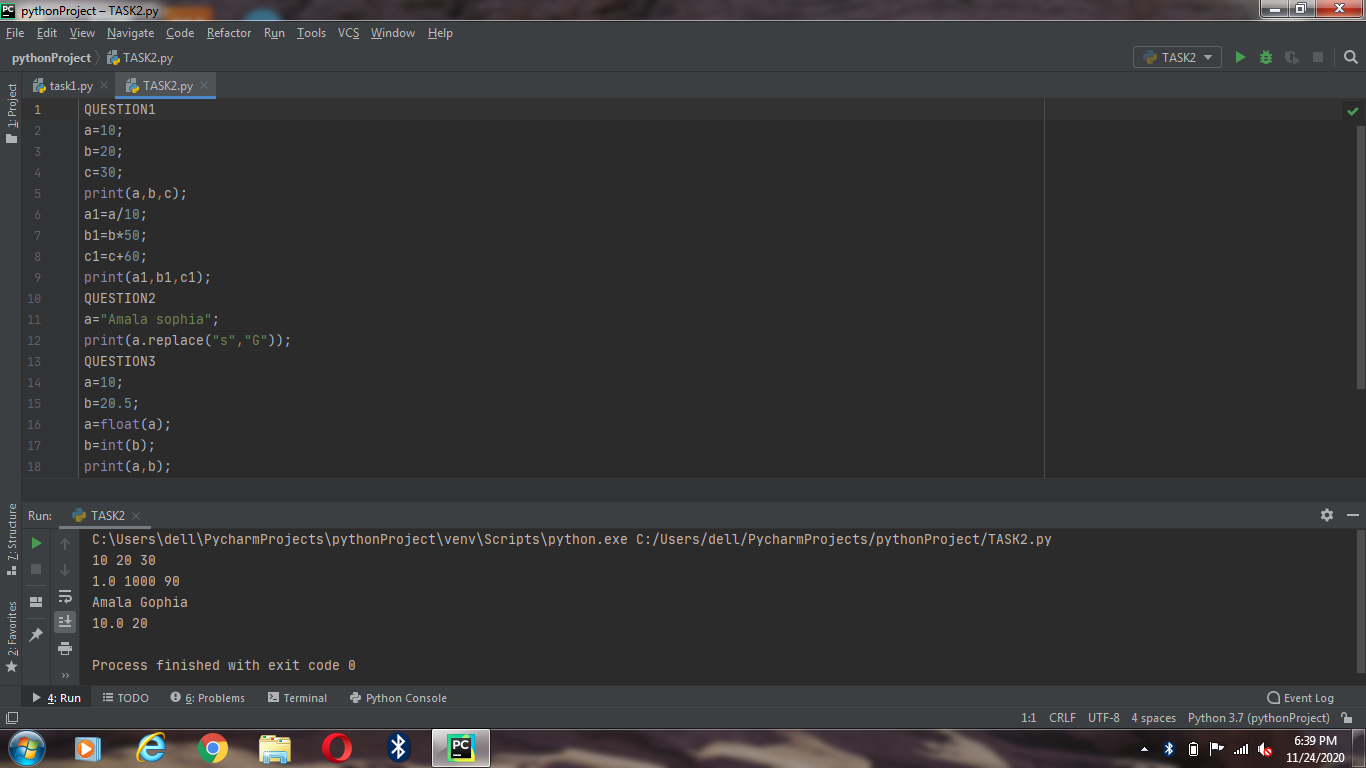 pythonProject – TASK2.py
File Edit View Navigate Code Refactor Run Tools VCS Window Help
pythonProject TASK2.py
TASK2
task1.py TASK2.py
1: Project
1 QUESTION1
2 a=10;
3 b=20;
4 c=30;
5 print(a,b,c);
6 a1=a/10;
7 b1=b*50;
8 c1=c+60;
9 print(a1,b1,c1);
10 QUESTION2
11 a="Amala sophia";
12 print(a.replace("s","G"));
13 QUESTION3
14 a=10;
15 b=20.5;
16 a=float(a);
17 b=int(b);
18 print(a,b);
7: Structure
2: Favorites
Run: TASK2
C:\Users\dell\PycharmProjects\pythonProject\venv\Scripts\python.exe C:/Users/dell/PycharmProjects/pythonProject/TASK2.py
10 20 30
1.0 1000 90
Amala Gophia
10.0 20
Process finished with exit code 0
4: Run TODO 6: Problems Terminal Python Console Event Log
1:1 CRLF UTF-8 4 spaces Python 3.7 (pythonProject)
PC
6:39 PM
11/24/2020